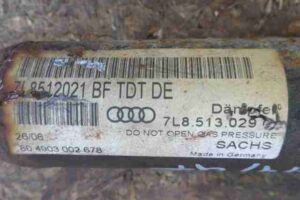 7L8512021 BF TDT DE
Dämpfer
7L8.513.029
26/06
DO NOT OPEN GAS PRESSURE
SACHS
60 4903 002 678
Made in Germany